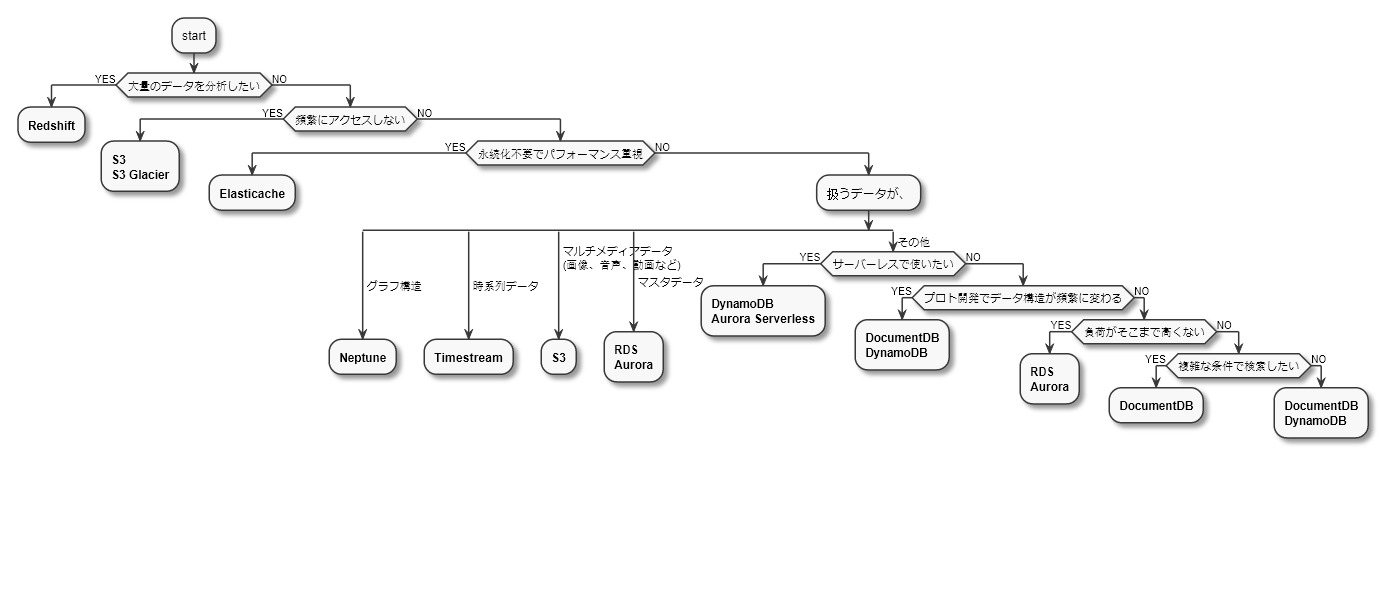 start
YES
大量のデータを分析したい
NO
Redshift
YES
頻繁にアクセスしない
NO
S3
S3 Glacier
YES
永続化不要でパフォーマンス重視
NO
Elasticache
扱うデータが、
グラフ構造
時系列データ
マルチメディアデータ
(画像、音声、動画など)
マスタデータ
その他
Neptune
Timestream
S3
RDS
Aurora
YES
サーバーレスで使いたい
NO
DynamoDB
Aurora Serverless
YES
プロト開発でデータ構造が頻繁に変わる
NO
DocumentDB
DynamoDB
YES
負荷がそこまで高くない
NO
RDS
Aurora
YES
複雑な条件で検索したい
NO
DocumentDB
DocumentDB
DynamoDB